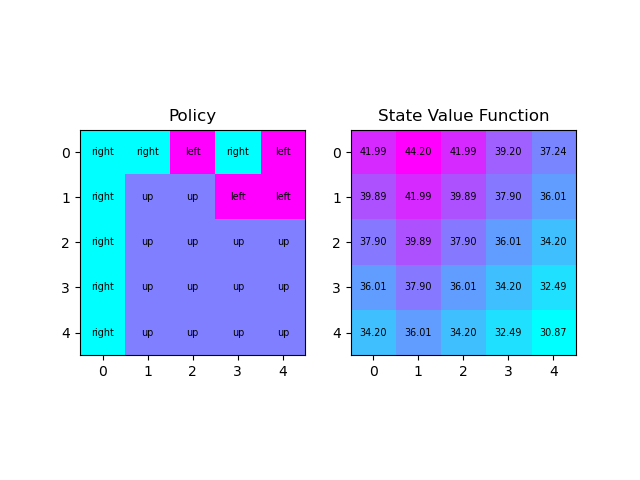 Policy
State Value Function
0 right right left right left
1 right up up left left
2 right up up up up
3 right up up up up
4 right up up up up
0 1 2 3 4
0 41.99 44.20 41.99 39.20 37.24
1 39.89 41.99 39.89 37.90 36.01
2 37.90 39.89 37.90 36.01 34.20
3 36.01 37.90 36.01 34.20 32.49
4 34.20 36.01 34.20 32.49 30.87
0 1 2 3 4